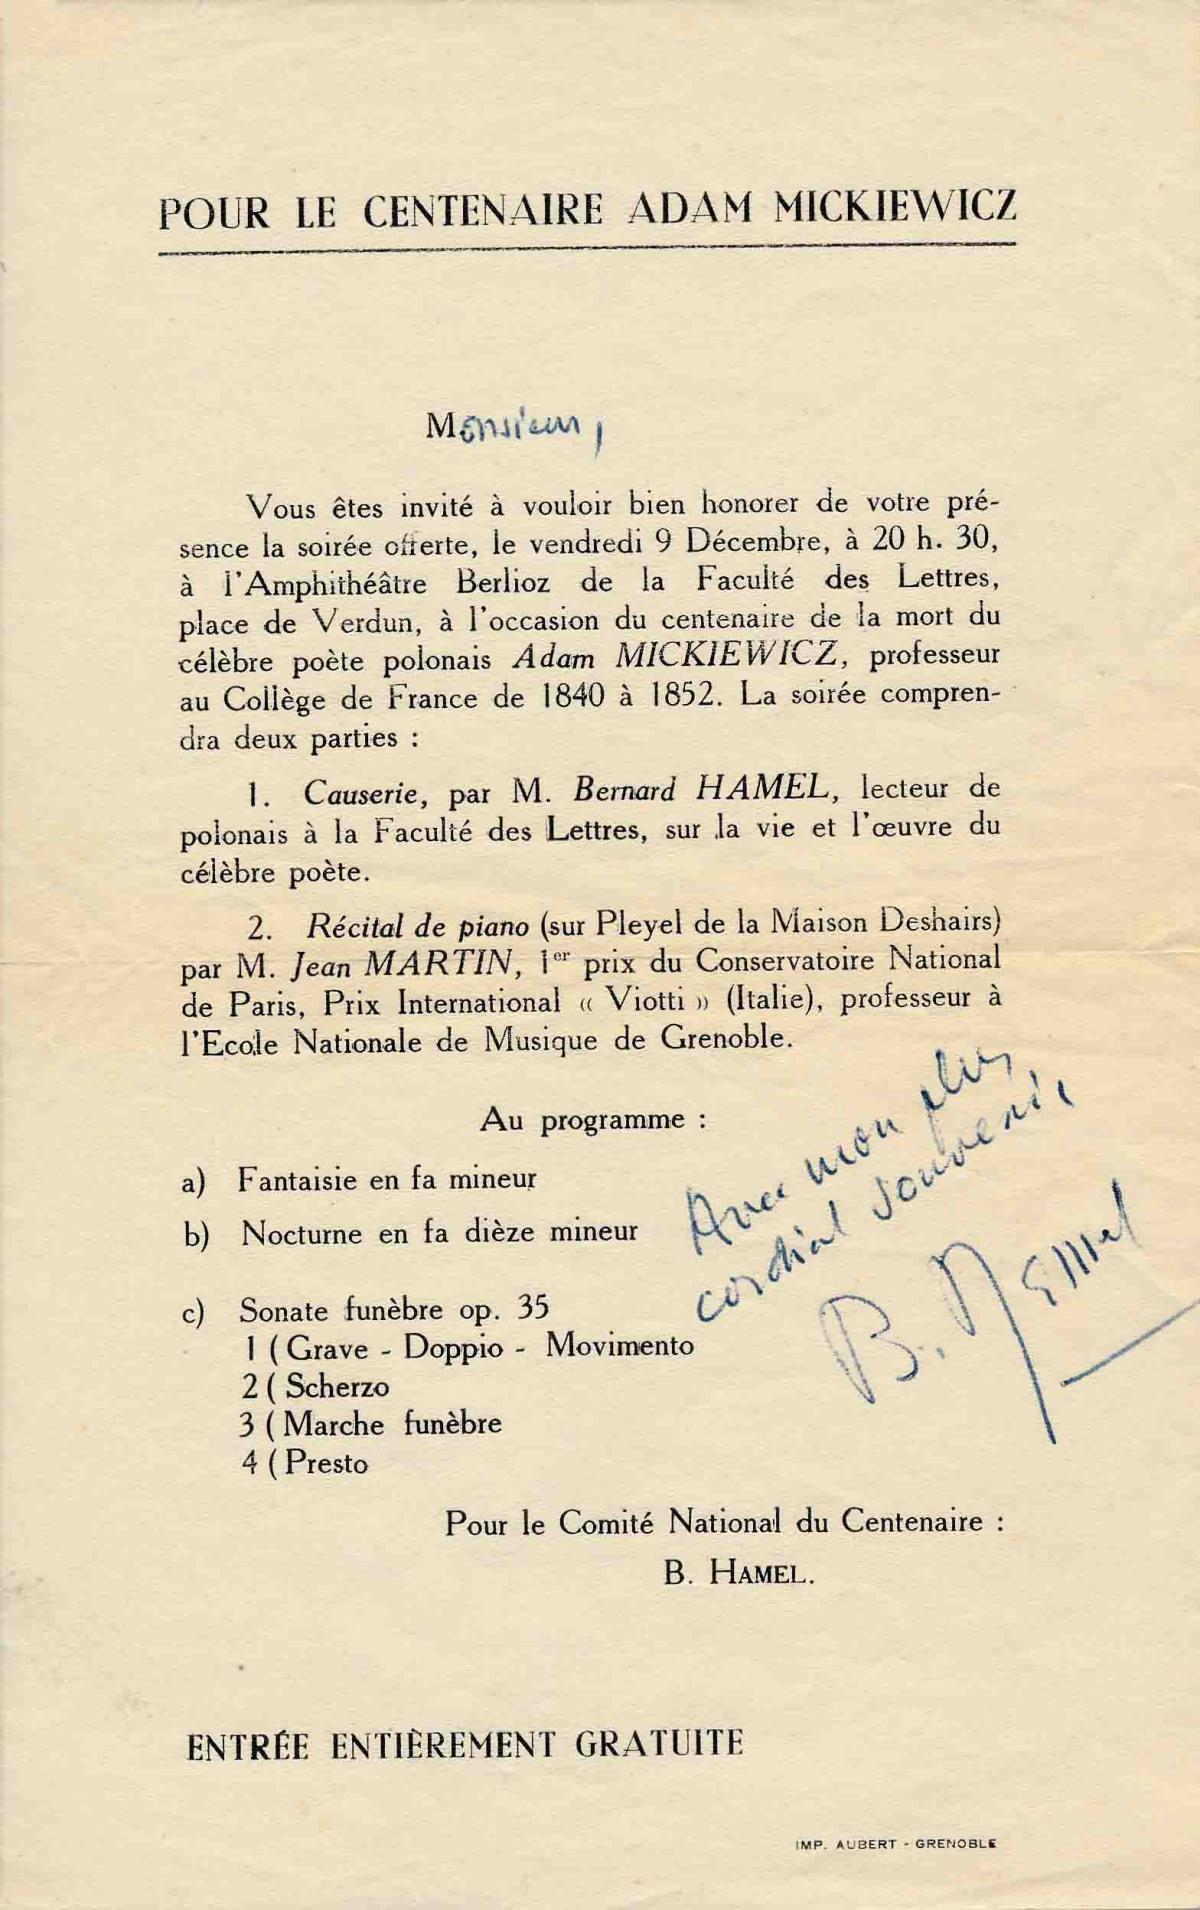 POUR LE CENTENAIRE ADAM MICKIEWICZ
Monsieur,
Vous êtes invité à vouloir bien honorer de votre pré-
sence la soirée offerte, le vendredi 9 Décembre, à 20 h. 30,
à l'Amphithéâtre Berlioz de la Faculté des Lettres,
place de Verdun, à l'occasion du centenaire de la mort du
célèbre poète polonais Adam MICKIEWICZ, professeur
au Collège de France de 1840 à 1852. La soirée compren-
dra deux parties :
1. Causerie, par M. Bernard HAMEL, lecteur de
polonais à la Faculté des Lettres, sur la vie et l'œuvre du
célèbre poète.
2. Récital de piano (sur Pleyel de la Maison Deshairs)
par M. Jean MARTIN, 1er prix du Conservatoire National
de Paris, Prix International « Viotti » (Italie), professeur à
l'Ecole Nationale de Musique de Grenoble.
Au programme :
a) Fantaisie en fa mineur
b) Nocturne en fa dièze mineur
c) Sonate funèbre op. 35
1 ( Grave - Doppio - Movimento
2 ( Scherzo
3 ( Marche funèbre
4 ( Presto
Avec mon plus
cordial souvenir
B. Hamel
Pour le Comité National du Centenaire :
B. HAMEL.
ENTRÉE ENTIÈREMENT GRATUITE
IMP. AUBERT - GRENOBLE